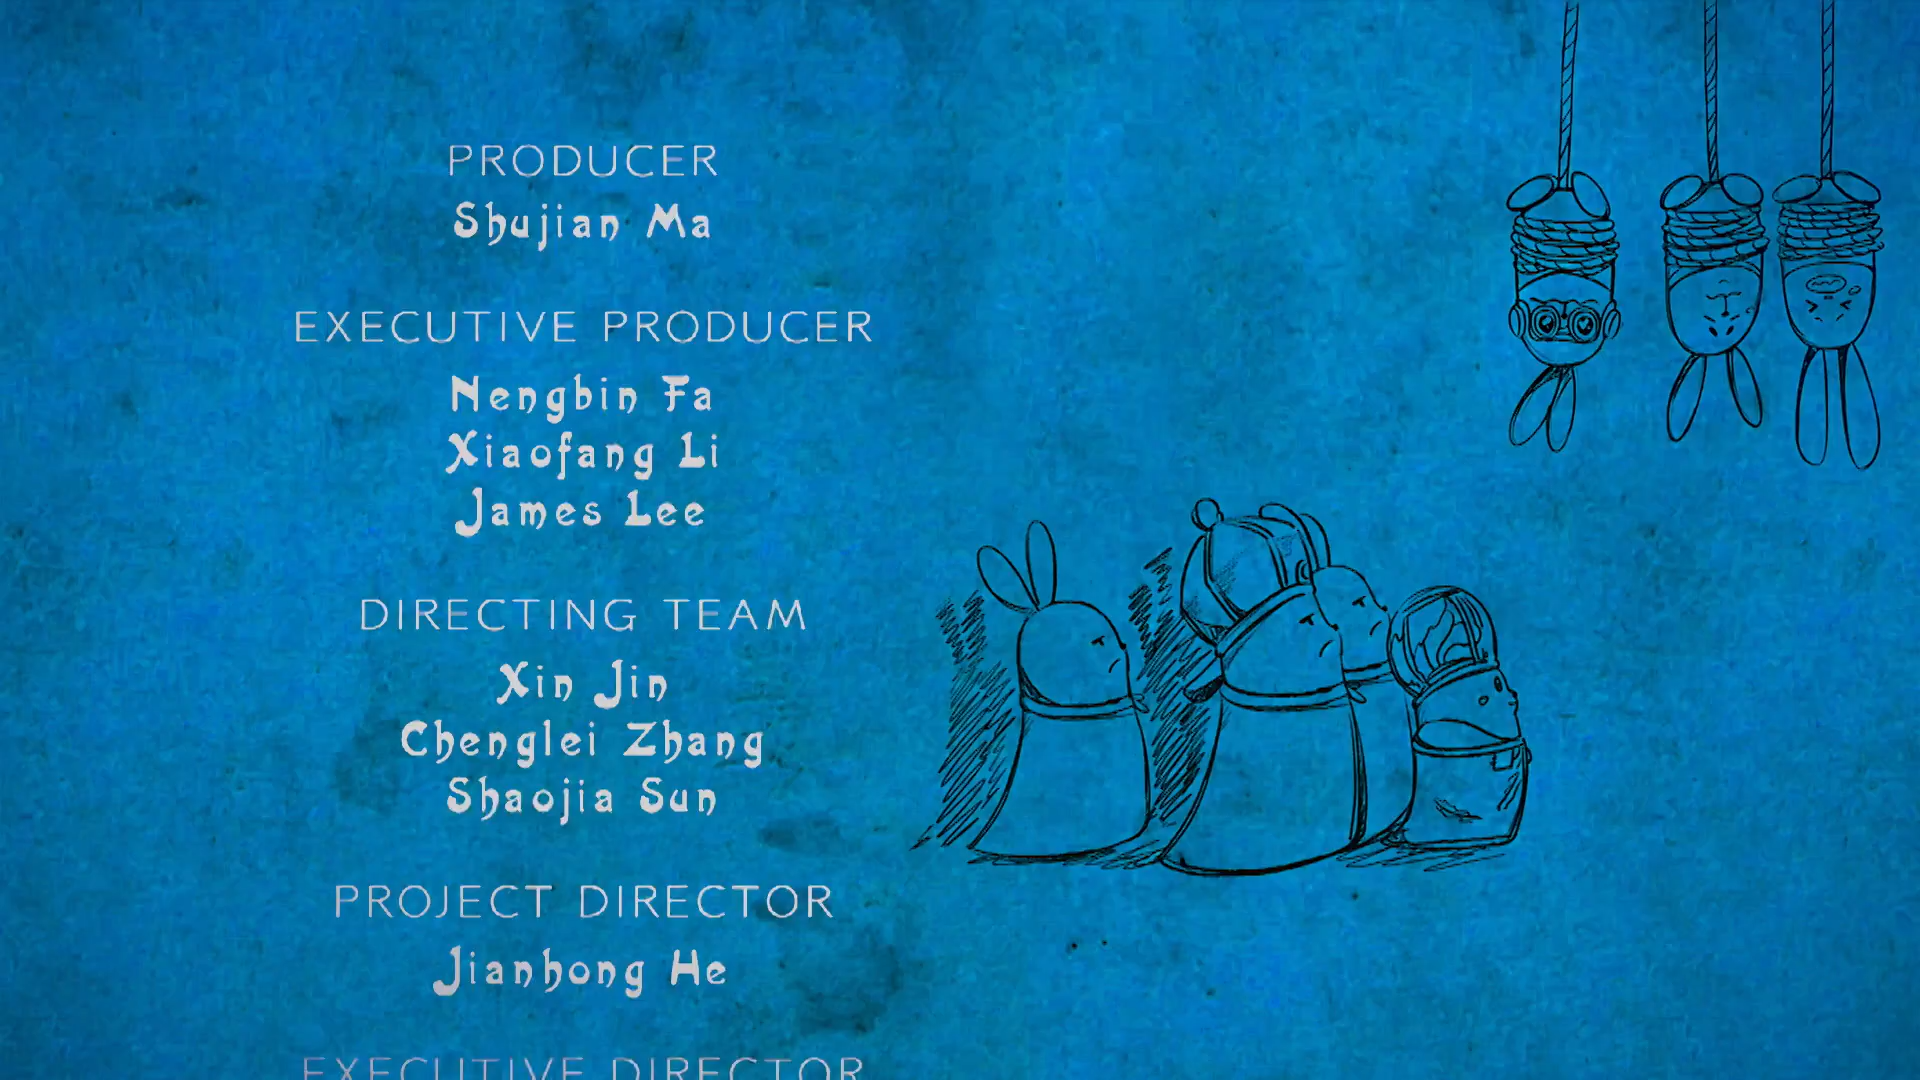 PRODUCER
Shujian Ma
EXECUTIVE PRODUCER
Nengbin Fa
Xiaofang Li
James Lee
DIRECTING TEAM
Xin Jin
Chenglei Zhang
Shaojia Sun
PROJECT DIRECTOR
Jianhong He
EXECUTIVE DIRECTOR